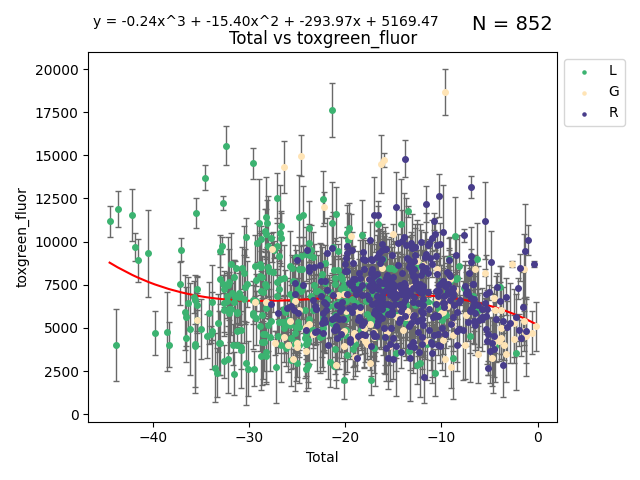 y = -0.24x^3 + -15.40x^2 + -293.97x + 5169.47
N = 852
Total vs toxgreen_fluor
20000
17500
15000
12500
10000
7500
5000
2500
0
toxgreen_fluor
−40
−30
−20
−10
0
Total
L
G
R